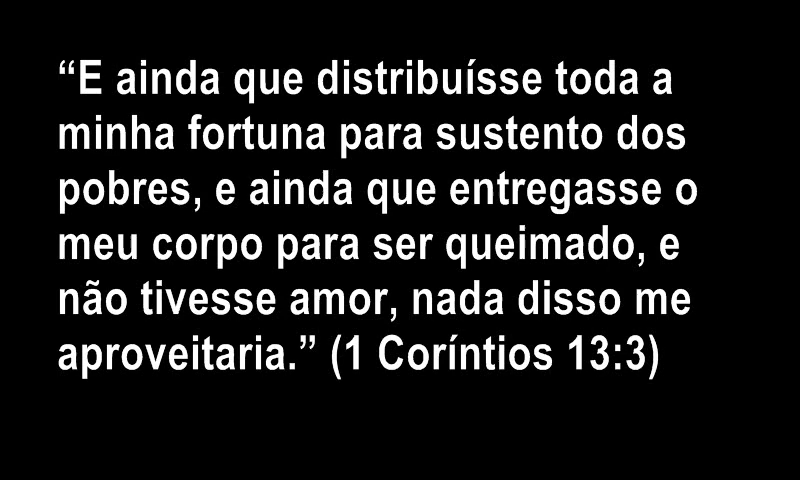 “E ainda que distribuísse toda a
minha fortuna para sustento dos
pobres, e ainda que entregasse o
meu corpo para ser queimado, e
não tivesse amor, nada disso me
aproveitaria.” (1 Coríntios 13:3)